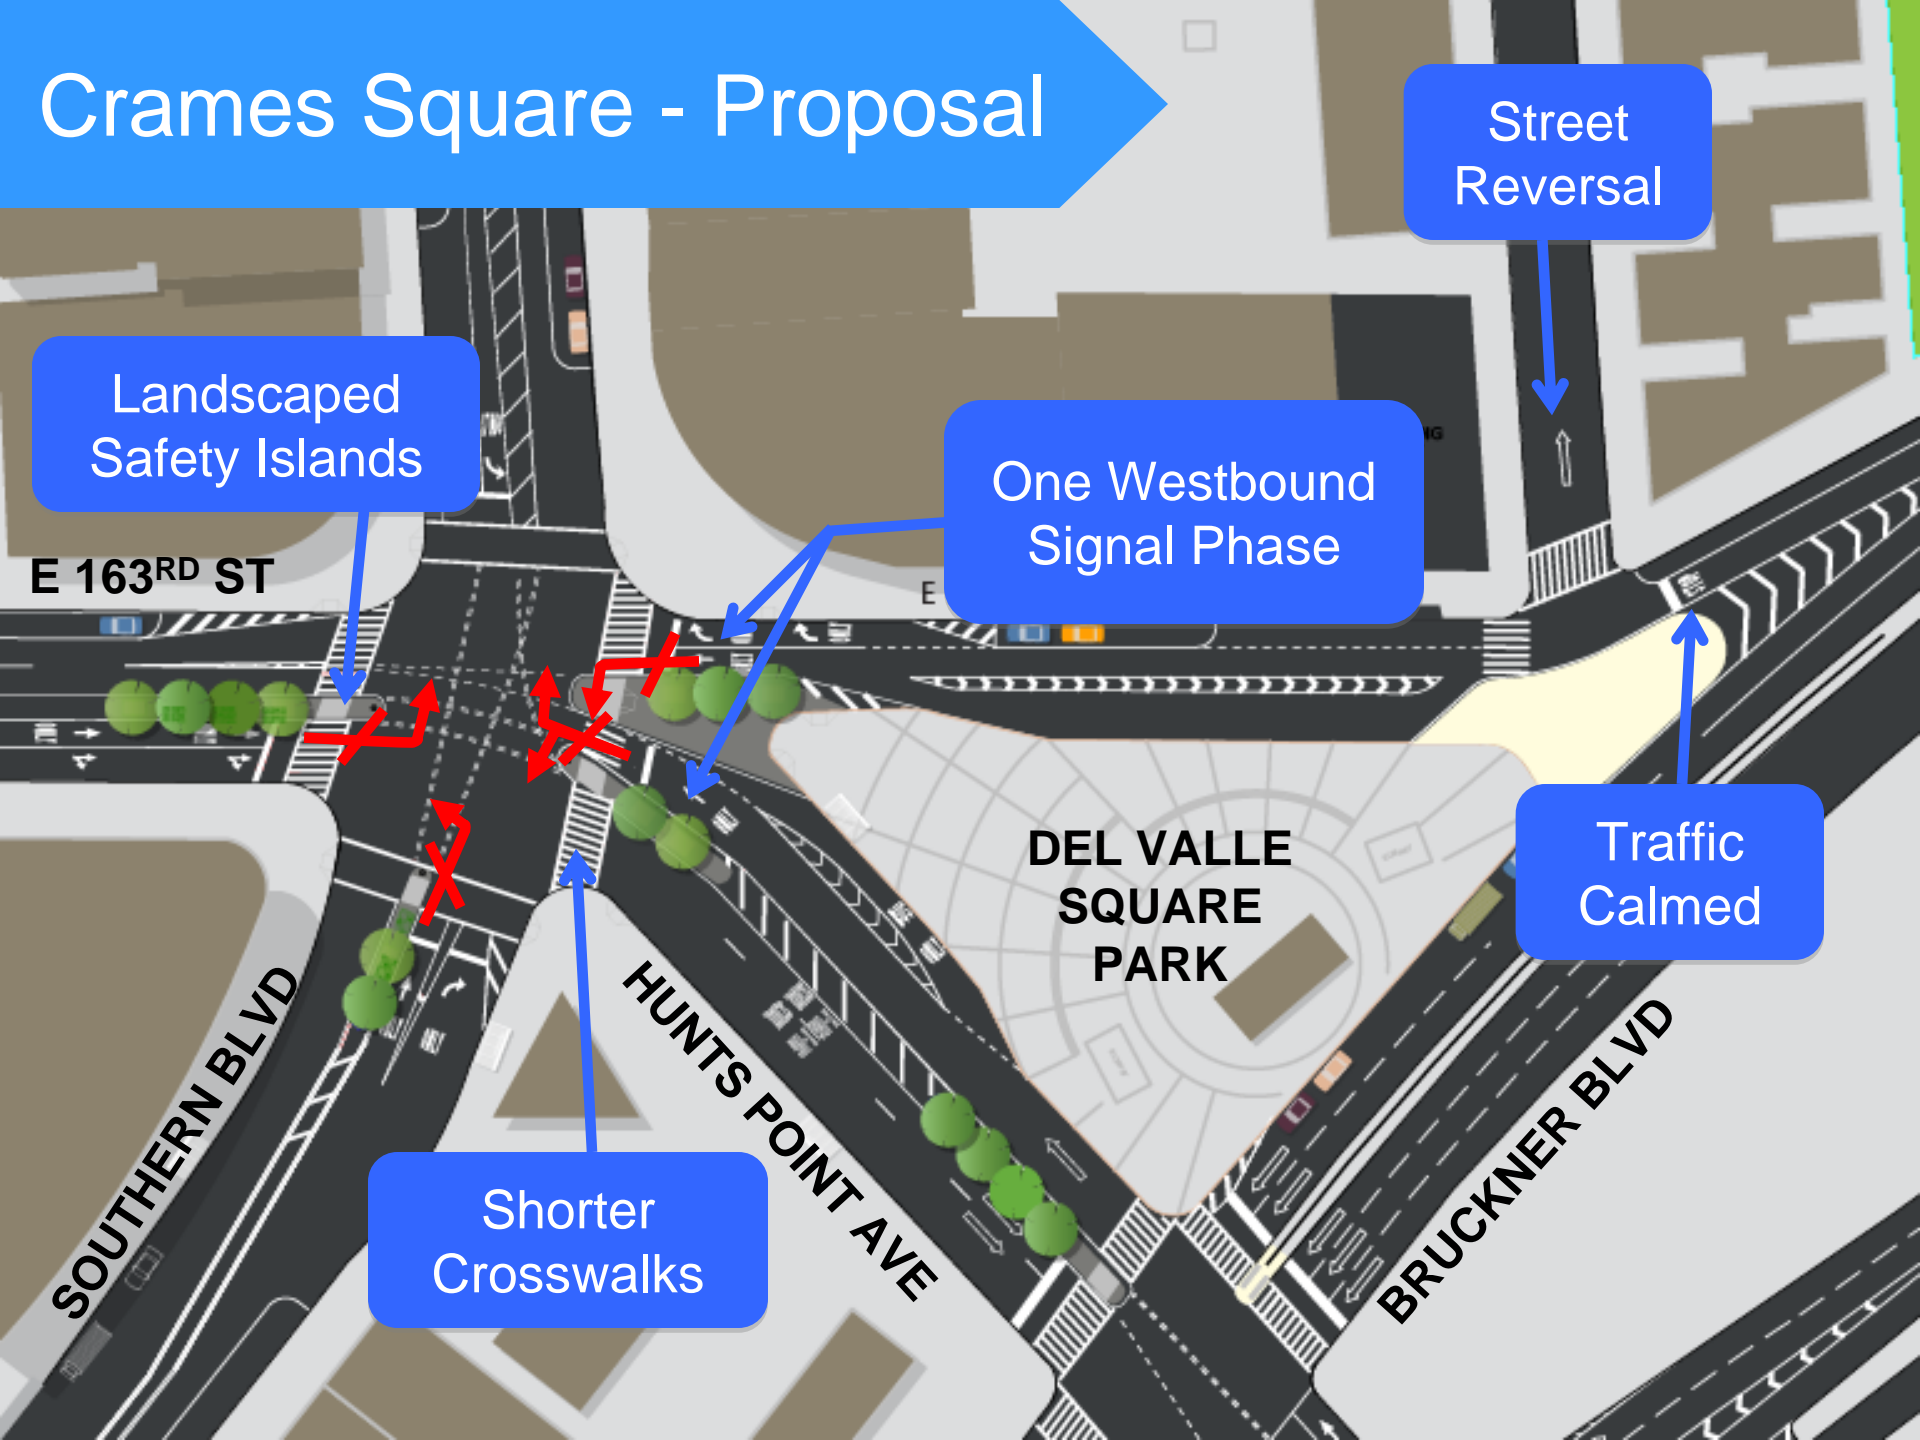 Crames Square - Proposal
Street
Reversal
Landscaped
Safety Islands
One Westbound
Signal Phase
E 163RD ST
E
Traffic
Calmed
DEL VALLE
SQUARE
PARK
SOUTHERN BLVD
HUNTS POINT AVE
BRUCKNER BLVD
Shorter
Crosswalks